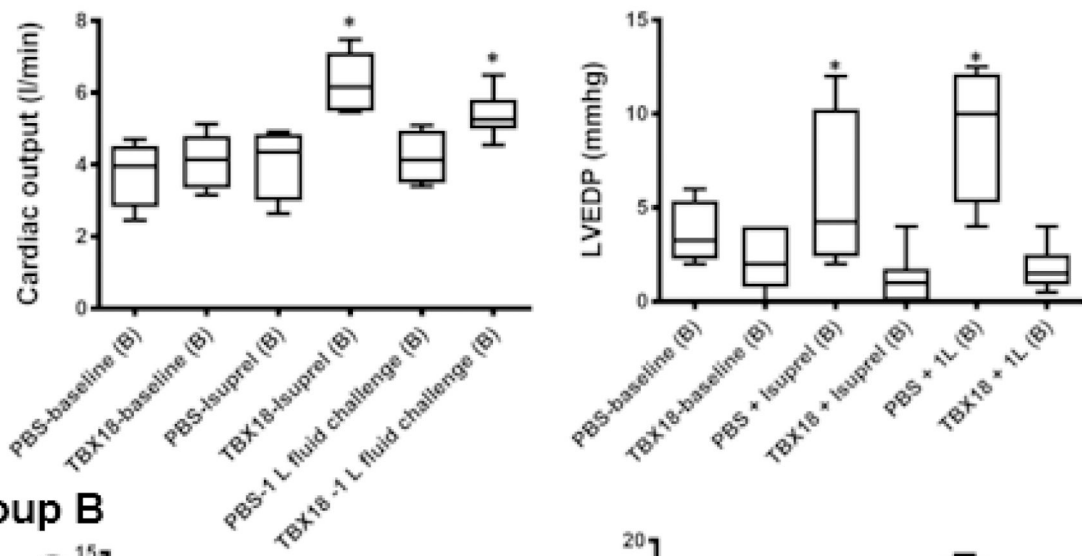 Cardiac output (l/min)
8
6
4
2
0
*
*
PBS-baseline (B)
TBX18-baseline (B)
PBS-Isuprel (B)
TBX18-Isuprel (B)
PBS-1 L fluid challenge (B)
TBX18 -1 L fluid challenge (B)
LVEDP (mmhg)
15
10
5
0
*
*
PBS-baseline (B)
TBX18-baseline (B)
PBS + Isuprel (B)
TBX18 + Isuprel (B)
PBS + 1L (B)
TBX18 + 1L (B)
oup B
15
20